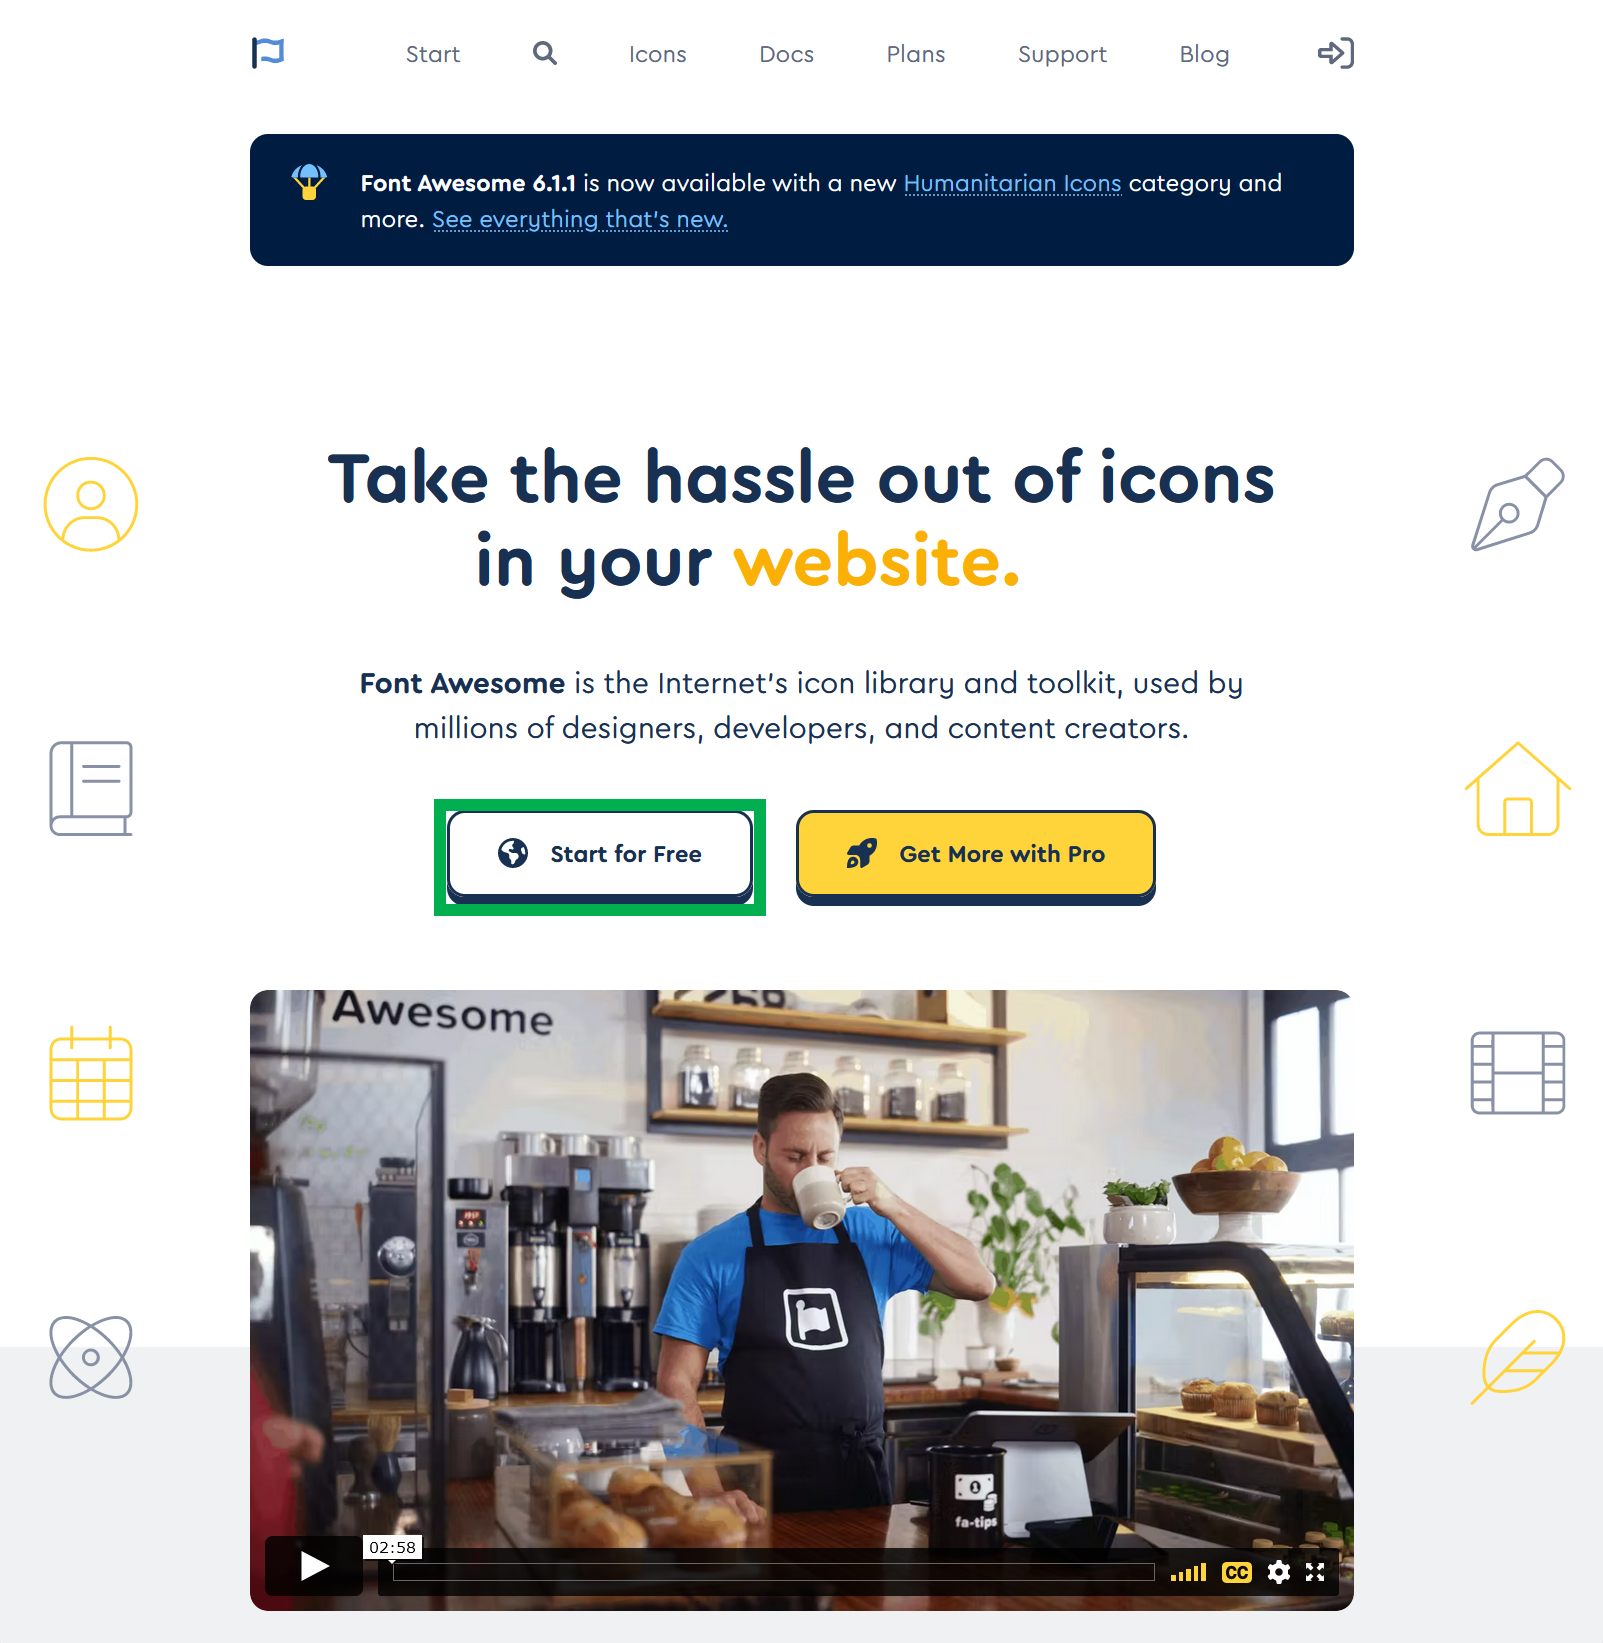 Start Icons Docs Plans Support Blog
Font Awesome 6.1.1 is now available with a new Humanitarian Icons category and
more. See everything that's new.
Take the hassle out of icons
in your website.
Font Awesome is the Internet's icon library and toolkit, used by
millions of designers, developers, and content creators.
Start for Free
Get More with Pro
Awesome
fa-tips
02:58
CC